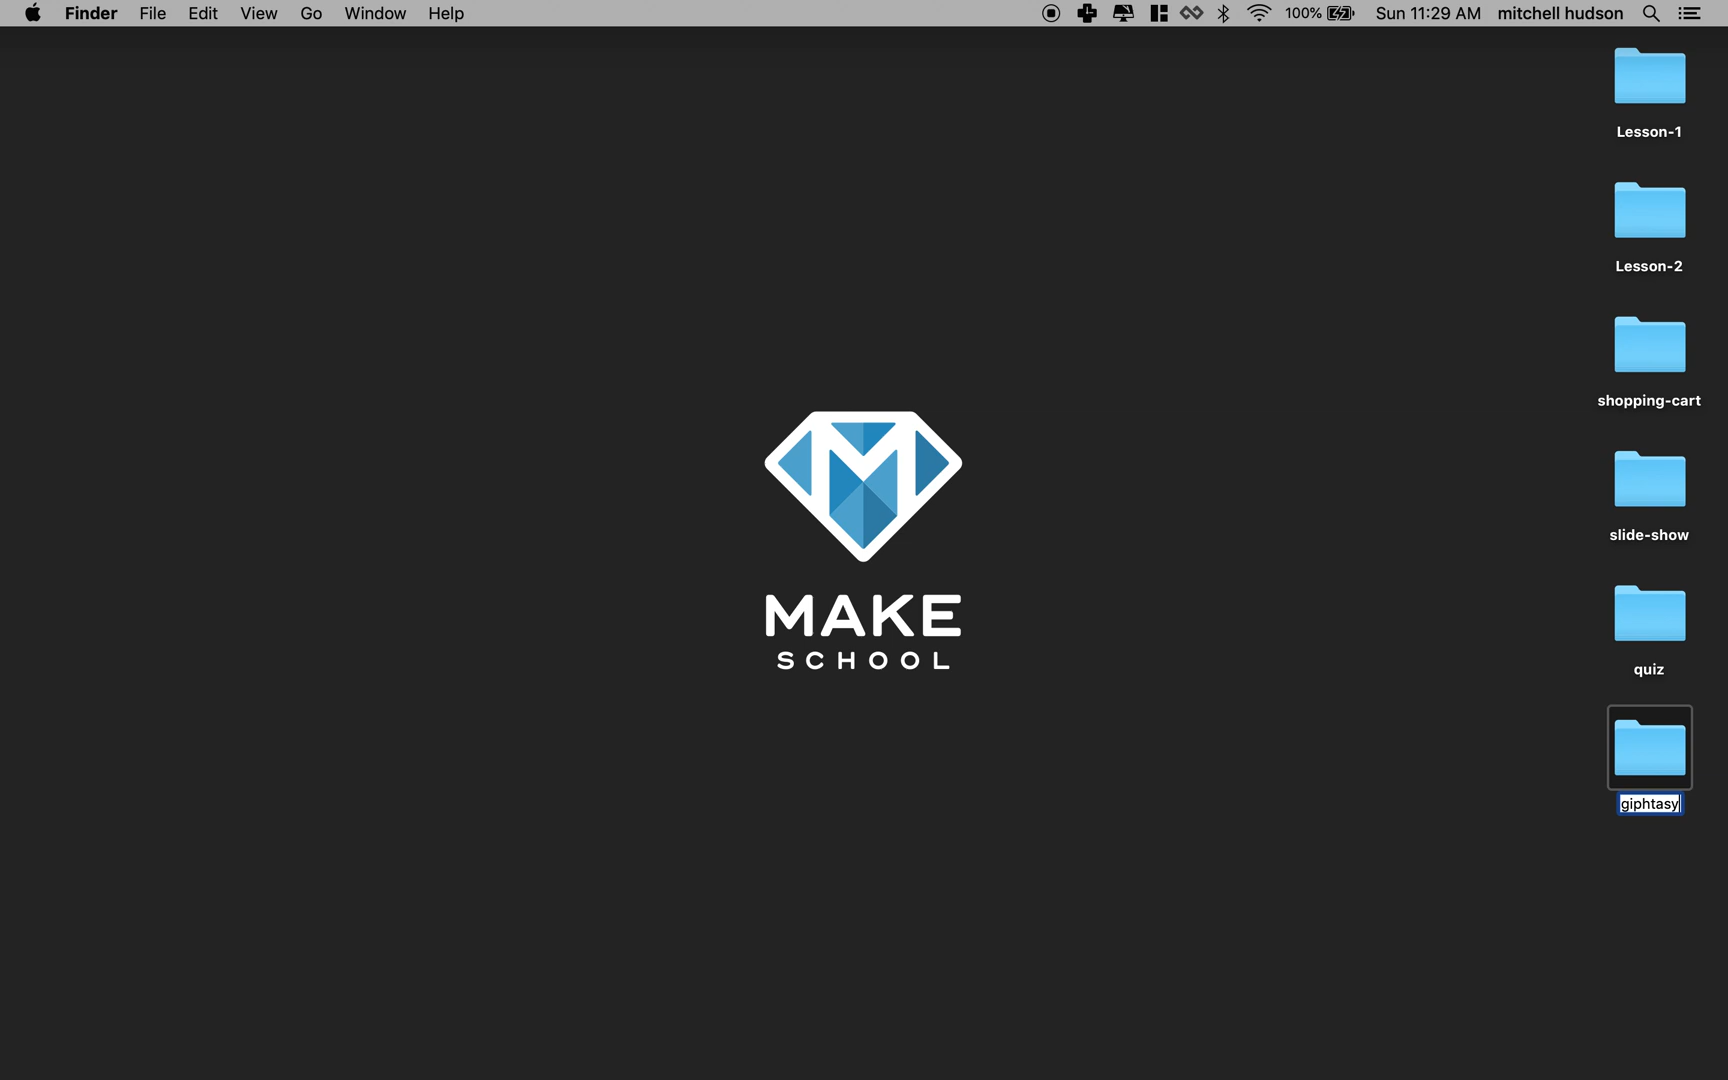 Finder File Edit View Go Window Help 100% Sun 11:29 AM mitchell hudson
Lesson-1
Lesson-2
shopping-cart
slide-show
quiz
giphtasy
MAKE
SCHOOL